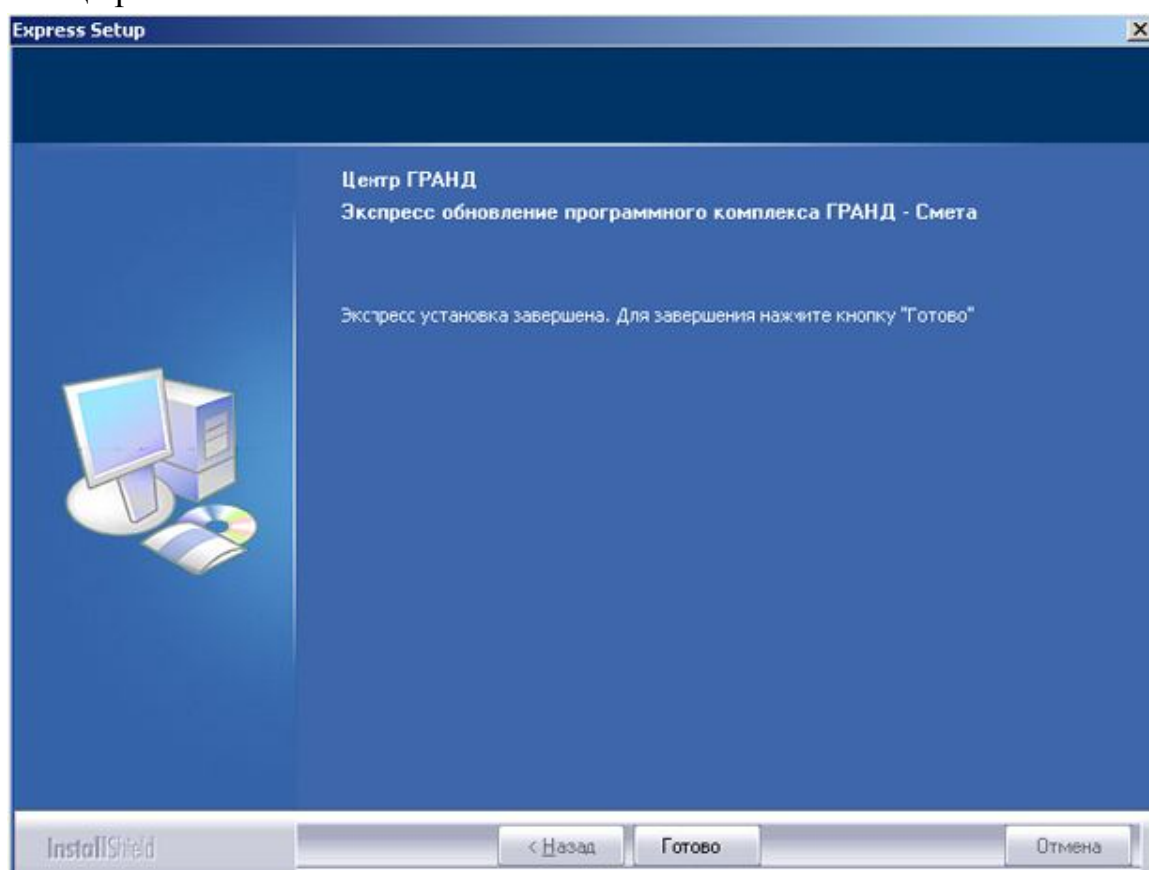 Express Setup
Центр ГРАНД
Экспресс обновление программного комплекса ГРАНД - Смета
Экспресс установка завершена. Для завершения нажмите кнопку "Готово"
InstallShield
< Назад
Готово
Отмена